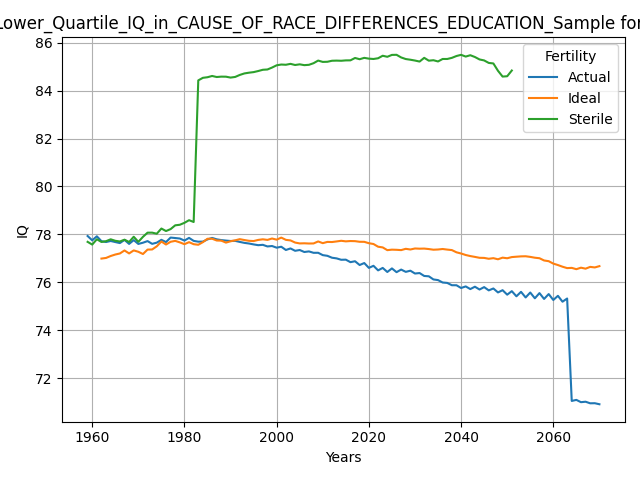 Lower_Quartile_IQ_in_CAUSE_OF_RACE_DIFFERENCES_EDUCATION_Sample for
86
84
82
80
78
76
74
72
IQ
Fertility
Actual
Ideal
Sterile
1960 1980 2000 2020 2040 2060
Years